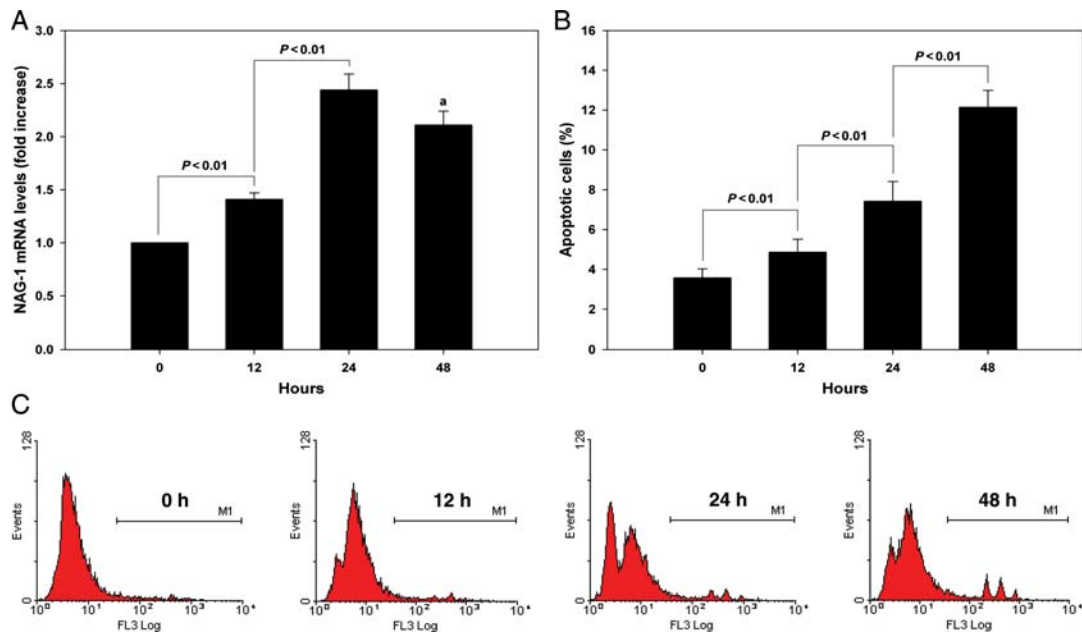 A
NAG-1 mRNA levels (fold increase)
3.0
2.5
2.0
1.5
1.0
0.5
0.0
P < 0.01
P < 0.01
a
0 12 24 48
Hours
B
Apoptotic cells (%)
16
14
12
10
8
6
4
2
0
P < 0.01
P < 0.01
P < 0.01
0 12 24 48
Hours
C
128
Events
0
0 h
M1
10⁰ 10¹ 10² 10³ 10⁴
FL3 Log
128
Events
0
12 h
M1
10⁰ 10¹ 10² 10³ 10⁴
FL3 Log
128
Events
0
24 h
M1
10⁰ 10¹ 10² 10³ 10⁴
FL3 Log
128
Events
0
48 h
M1
10⁰ 10¹ 10² 10³ 10⁴
FL3 Log